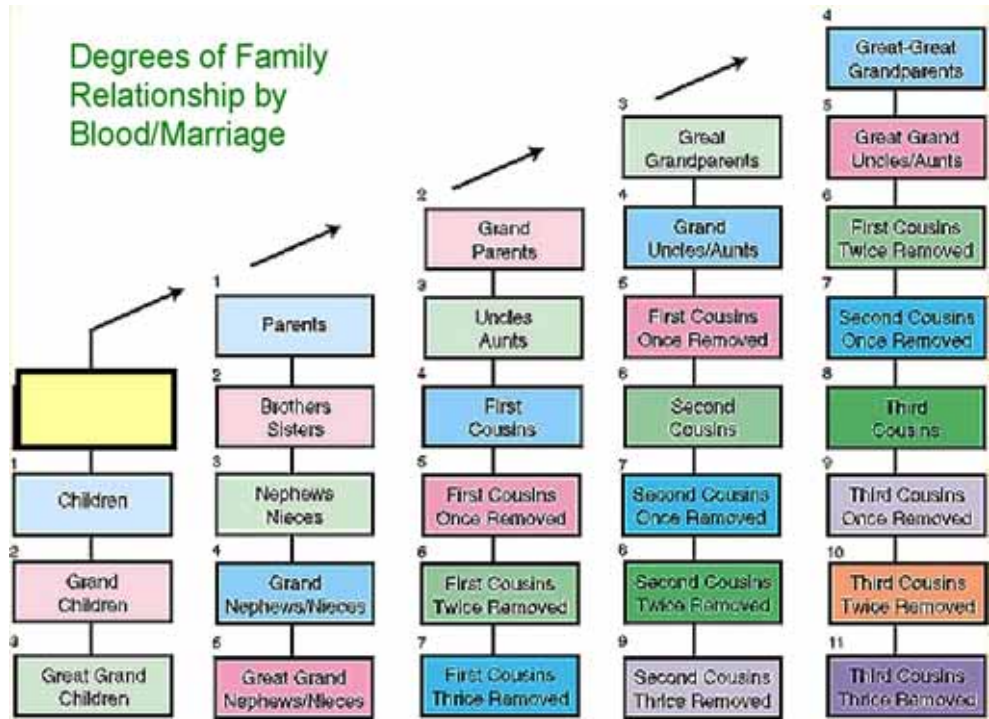 Degrees of Family
Relationship by
Blood/Marriage
1
Children
2
Grand
Children
3
Great Grand
Children
1
Parents
2
Brothers
Sisters
3
Nephews
Nieces
4
Grand
Nephews/Nieces
5
Great Grand
Nephews/Nieces
2
Grand
Parents
3
Uncles
Aunts
4
First
Cousins
5
First Cousins
Once Removed
6
First Cousins
Twice Removed
7
First Cousins
Thrice Removed
3
Great
Grandparents
4
Grand
Uncles/Aunts
5
First Cousins
Once Removed
6
Second
Cousins
7
Second Cousins
Once Removed
8
Second Cousins
Twice Removed
9
Second Cousins
Thrice Removed
4
Great-Great
Grandparents
5
Great Grand
Uncles/Aunts
6
First Cousins
Twice Removed
7
Second Cousins
Once Removed
8
Third
Cousins
9
Third Cousins
Once Removed
10
Third Cousins
Twice Removed
11
Third Cousins
Thrice Removed